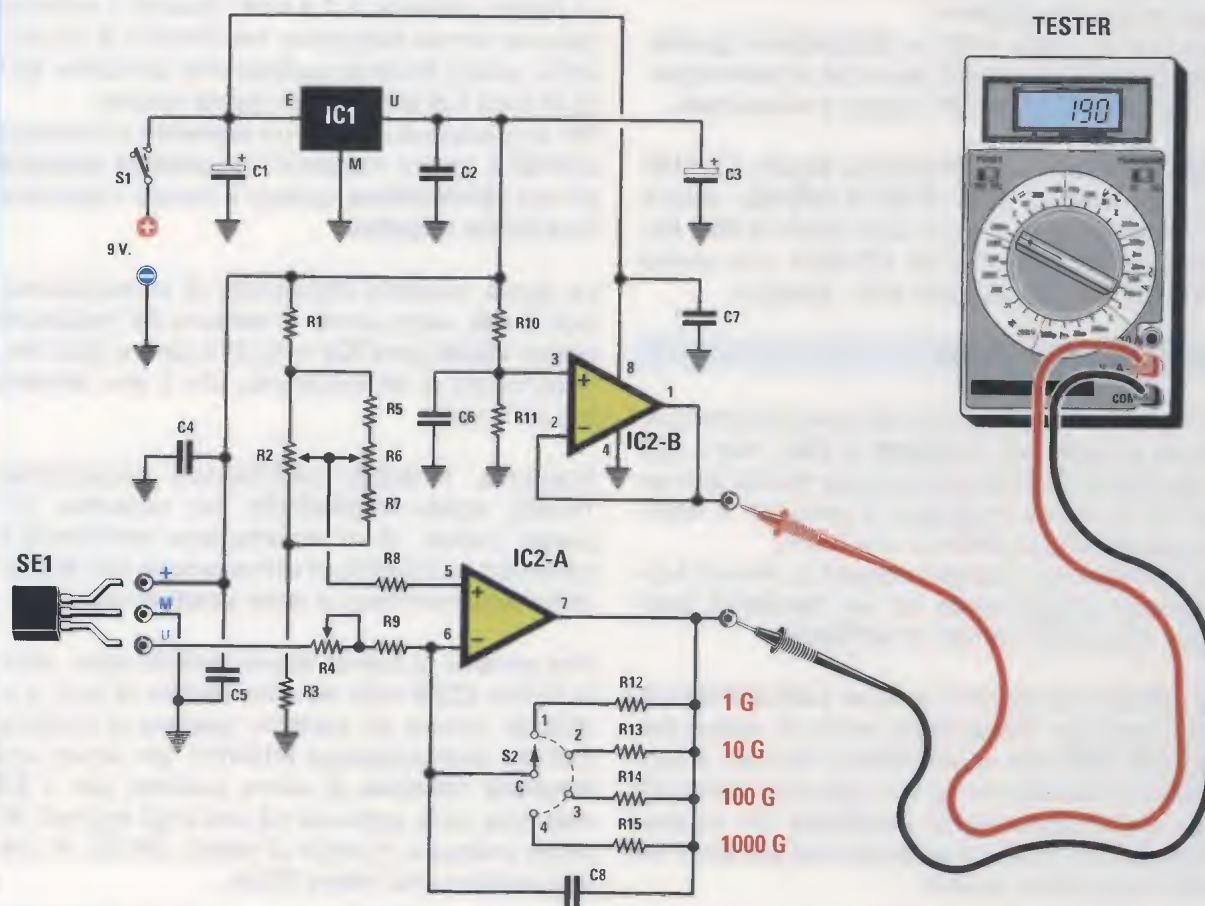 TESTER
190
E
IC1
U
M
S1
+
C1
C2
+
C3
+
9 V.
−
R1
R10
C7
C4
R5
R2
R6
R7
C6
R11
3
+
2
−
8
1
4
IC2-B
COM
SE1
+
M
U
C5
R3
R8
R4
R9
IC2-A
5
+
6
−
7
R12
1 G
1
S2
C
2
R13
10 G
R14
100 G
3
4
R15
1000 G
C8